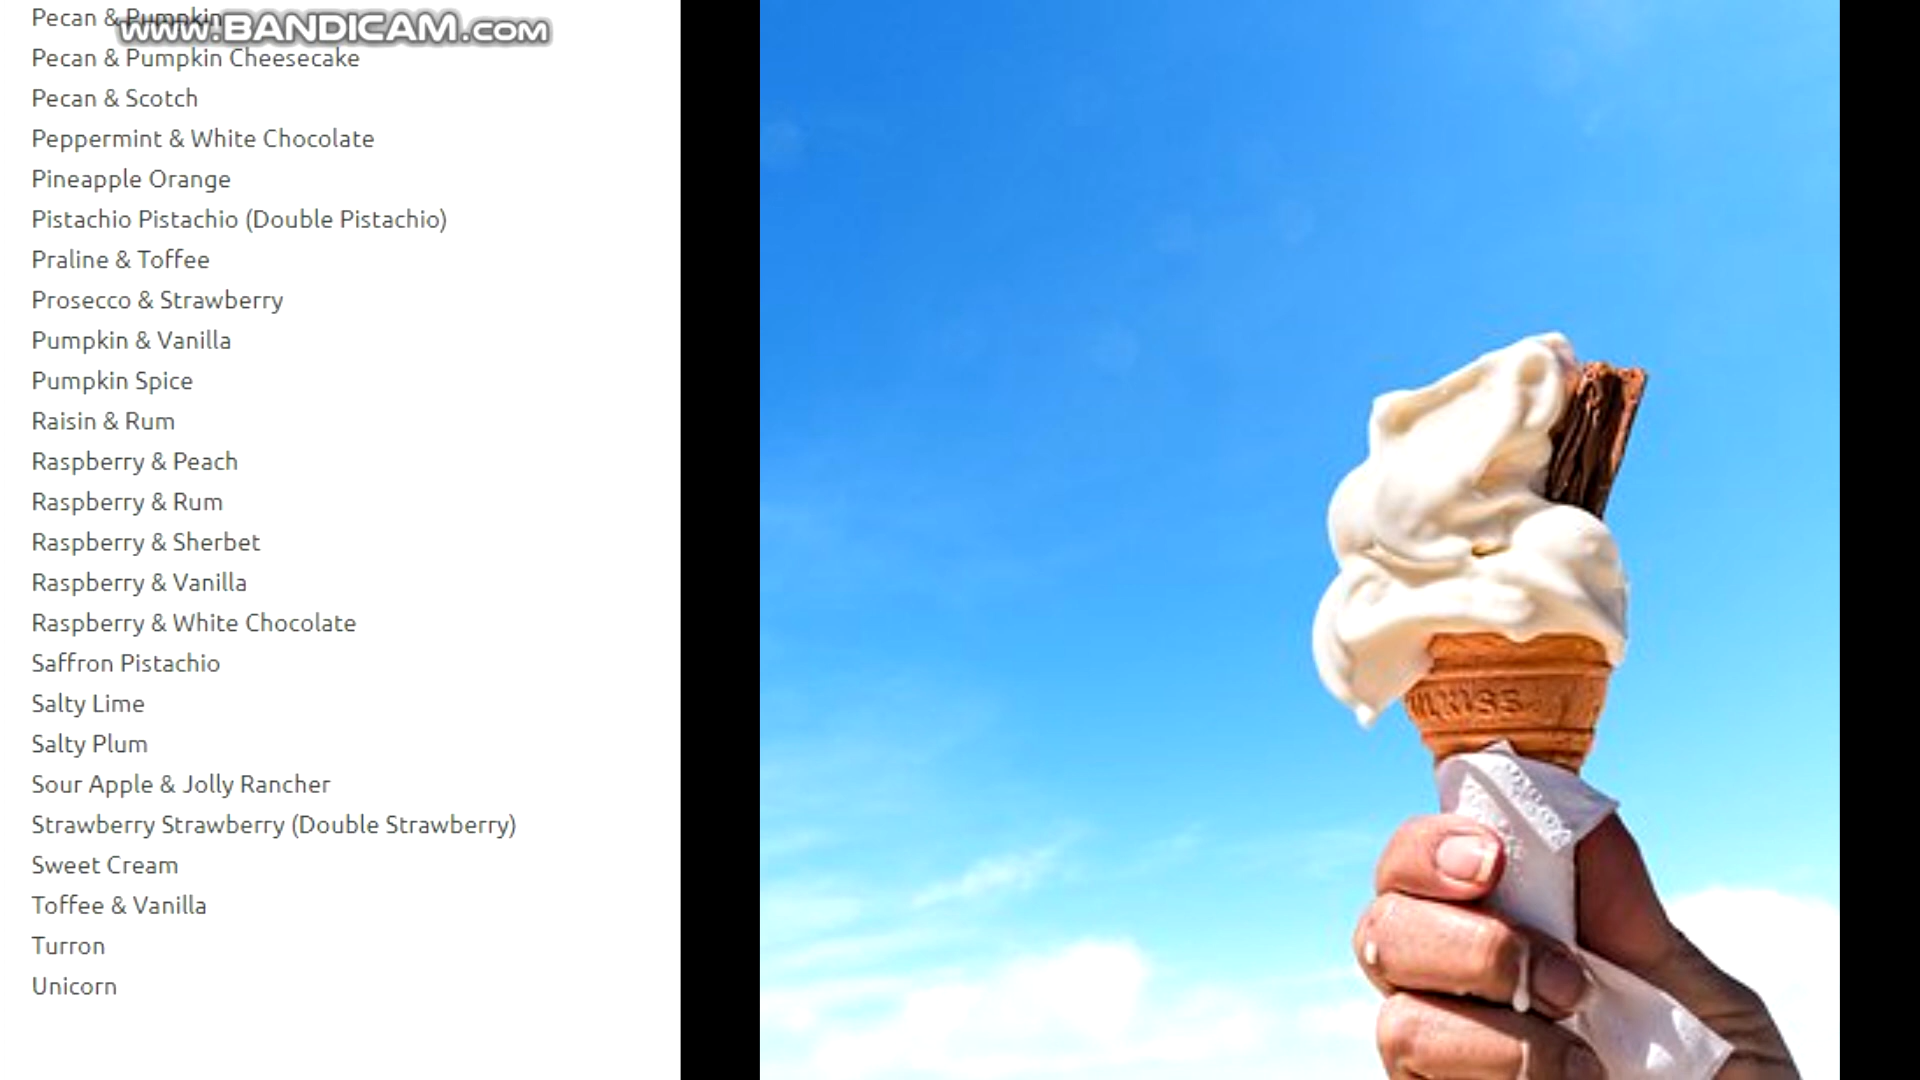 Pecan & Pumpkin
www.BANDICAM.com
Pecan & Pumpkin Cheesecake
Pecan & Scotch
Peppermint & White Chocolate
Pineapple Orange
Pistachio Pistachio (Double Pistachio)
Praline & Toffee
Prosecco & Strawberry
Pumpkin & Vanilla
Pumpkin Spice
Raisin & Rum
Raspberry & Peach
Raspberry & Rum
Raspberry & Sherbet
Raspberry & Vanilla
Raspberry & White Chocolate
Saffron Pistachio
Salty Lime
Salty Plum
Sour Apple & Jolly Rancher
Strawberry Strawberry (Double Strawberry)
Sweet Cream
Toffee & Vanilla
Turron
Unicorn